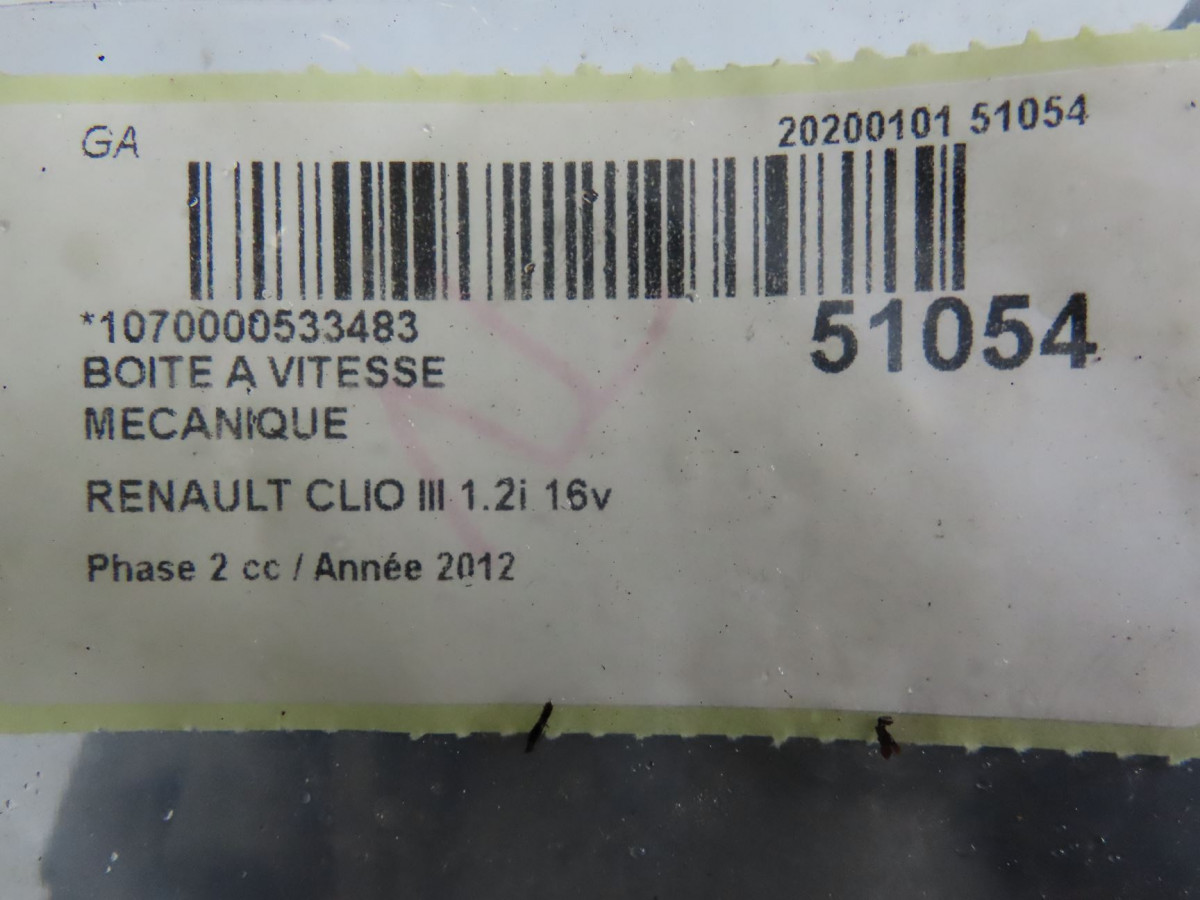 GA
20200101 51054
*1070000533483
51054
BOITE A VITESSE
MECANIQUE
RENAULT CLIO III 1.2i 16v
Phase 2 cc / Année 2012